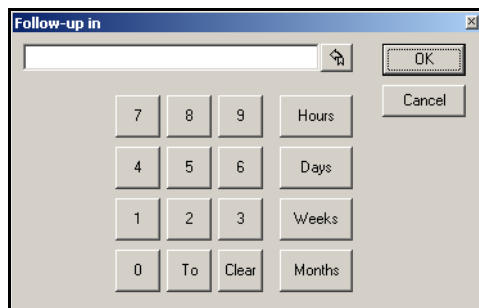 Follow-up in
OK
Cancel
7 8 9 Hours
4 5 6 Days
1 2 3 Weeks
0 To Clear Months